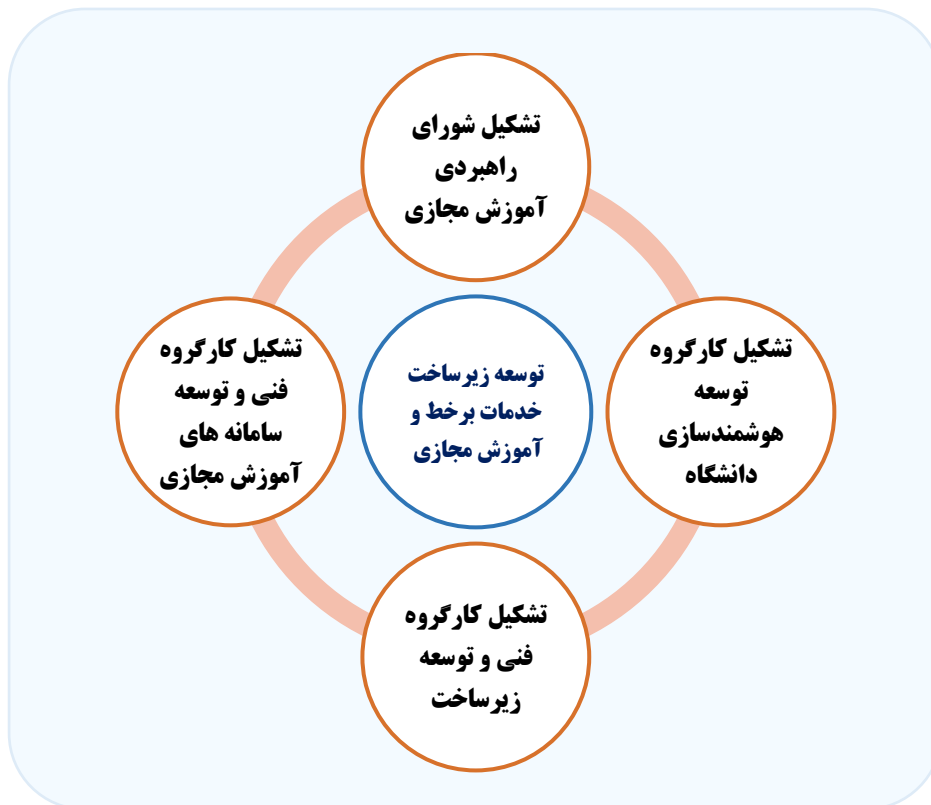 تشکیل شورای
راهبردی
آموزش مجازی
تشکیل کارگروه
توسعه
هوشمندسازی
دانشگاه
توسعه زیرساخت
خدمات برخط و
آموزش مجازی
تشکیل کارگروه
فنی و توسعه
سامانه های
آموزش مجازی
تشکیل کارگروه
فنی و توسعه
زیرساخت